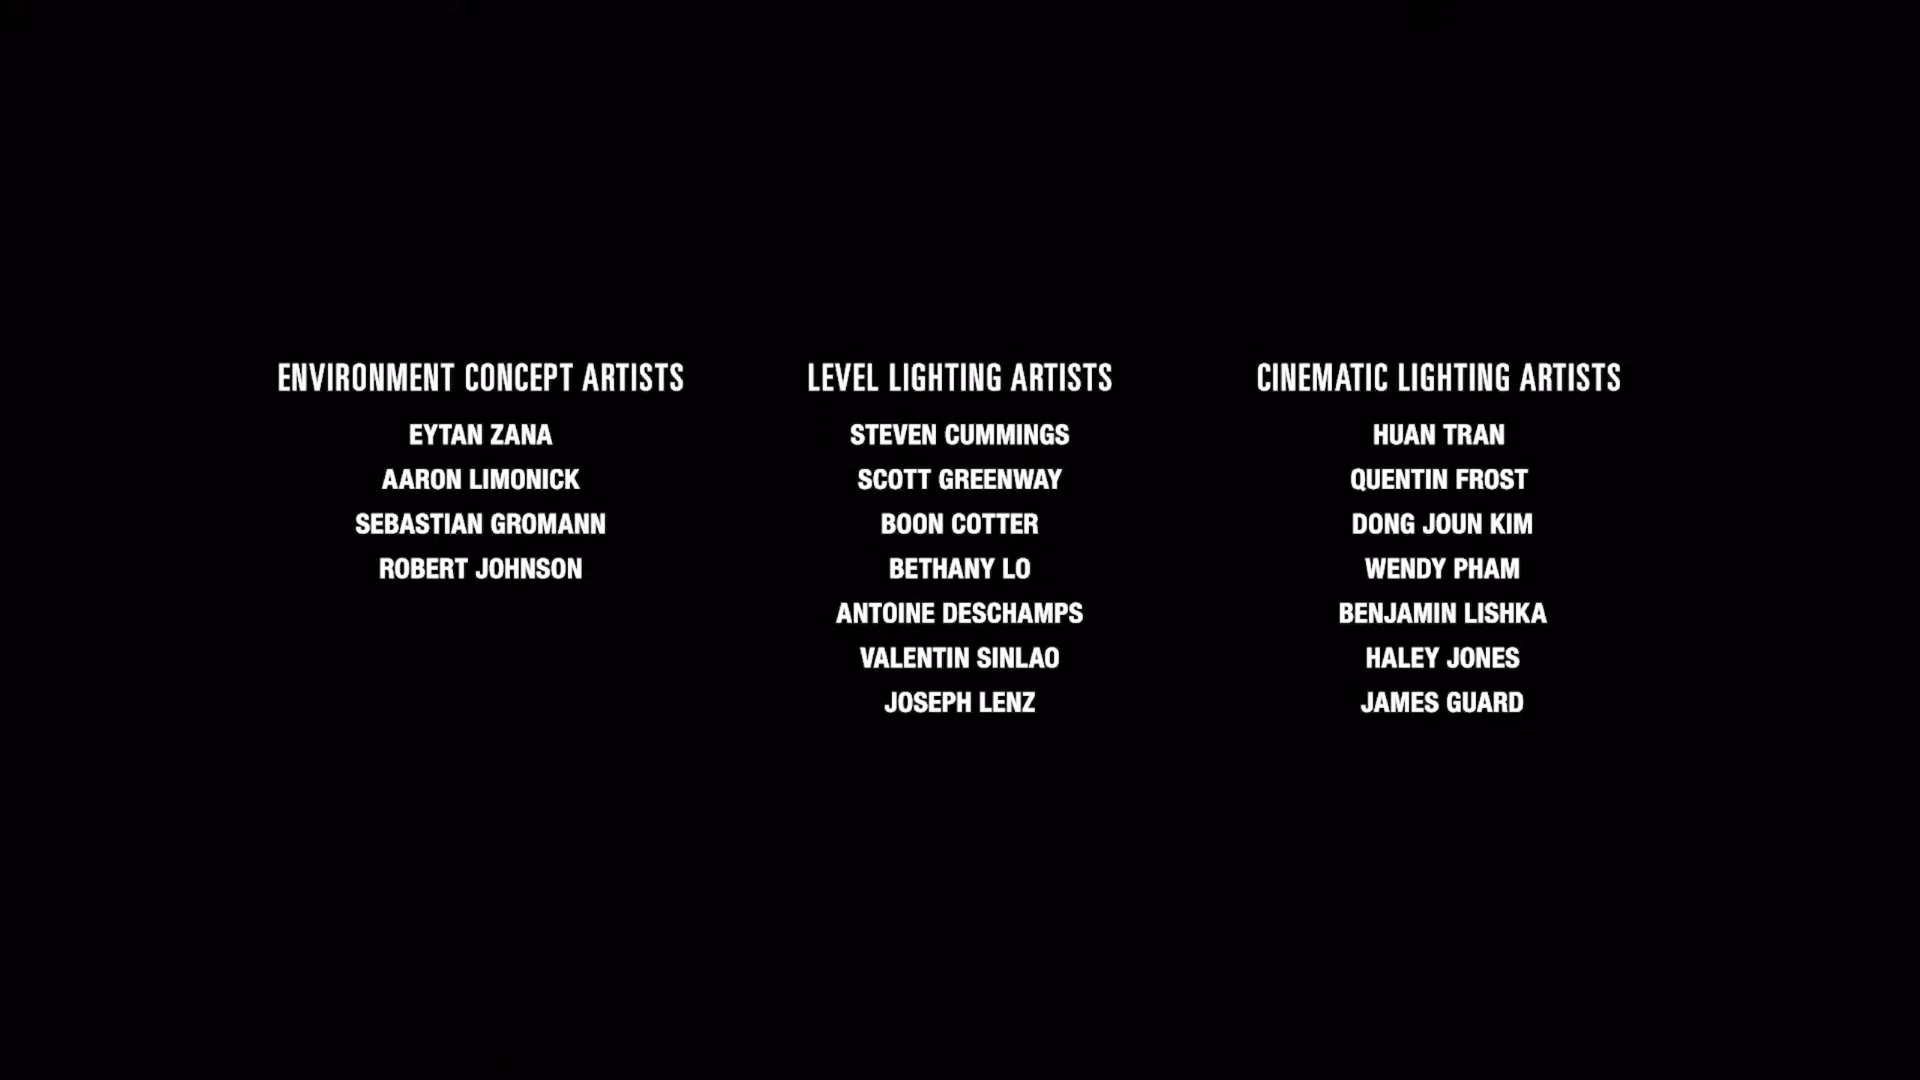 ENVIRONMENT CONCEPT ARTISTS
EYTAN ZANA
AARON LIMONICK
SEBASTIAN GROMANN
ROBERT JOHNSON
LEVEL LIGHTING ARTISTS
STEVEN CUMMINGS
SCOTT GREENWAY
BOON COTTER
BETHANY LO
ANTOINE DESCHAMPS
VALENTIN SINLAO
JOSEPH LENZ
CINEMATIC LIGHTING ARTISTS
HUAN TRAN
QUENTIN FROST
DONG JOUN KIM
WENDY PHAM
BENJAMIN LISHKA
HALEY JONES
JAMES GUARD